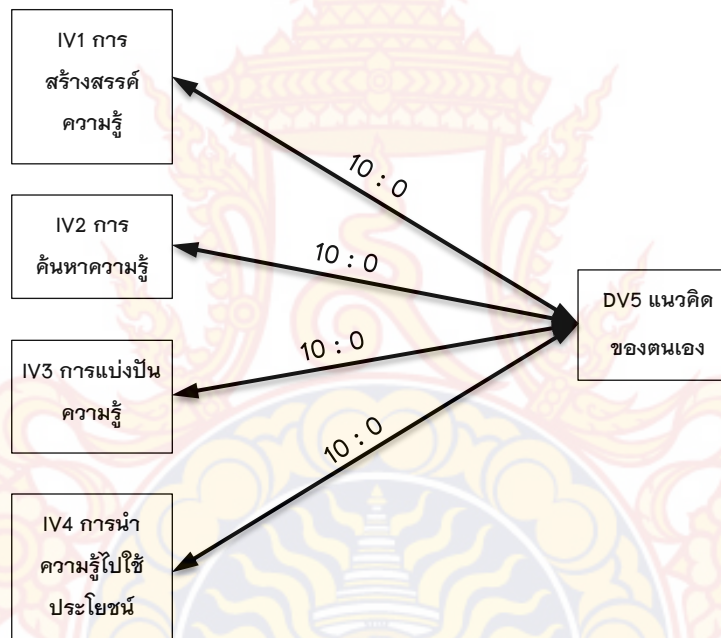 IV1 การ
สร้างสรรค์
ความรู้
10 : 0
IV2 การ
ค้นหาความรู้
10 : 0
DV5 แนวคิด
ของตนเอง
IV3 การแบ่งปัน
ความรู้
10 : 0
10 : 0
IV4 การนำ
ความรู้ไปใช้
ประโยชน์